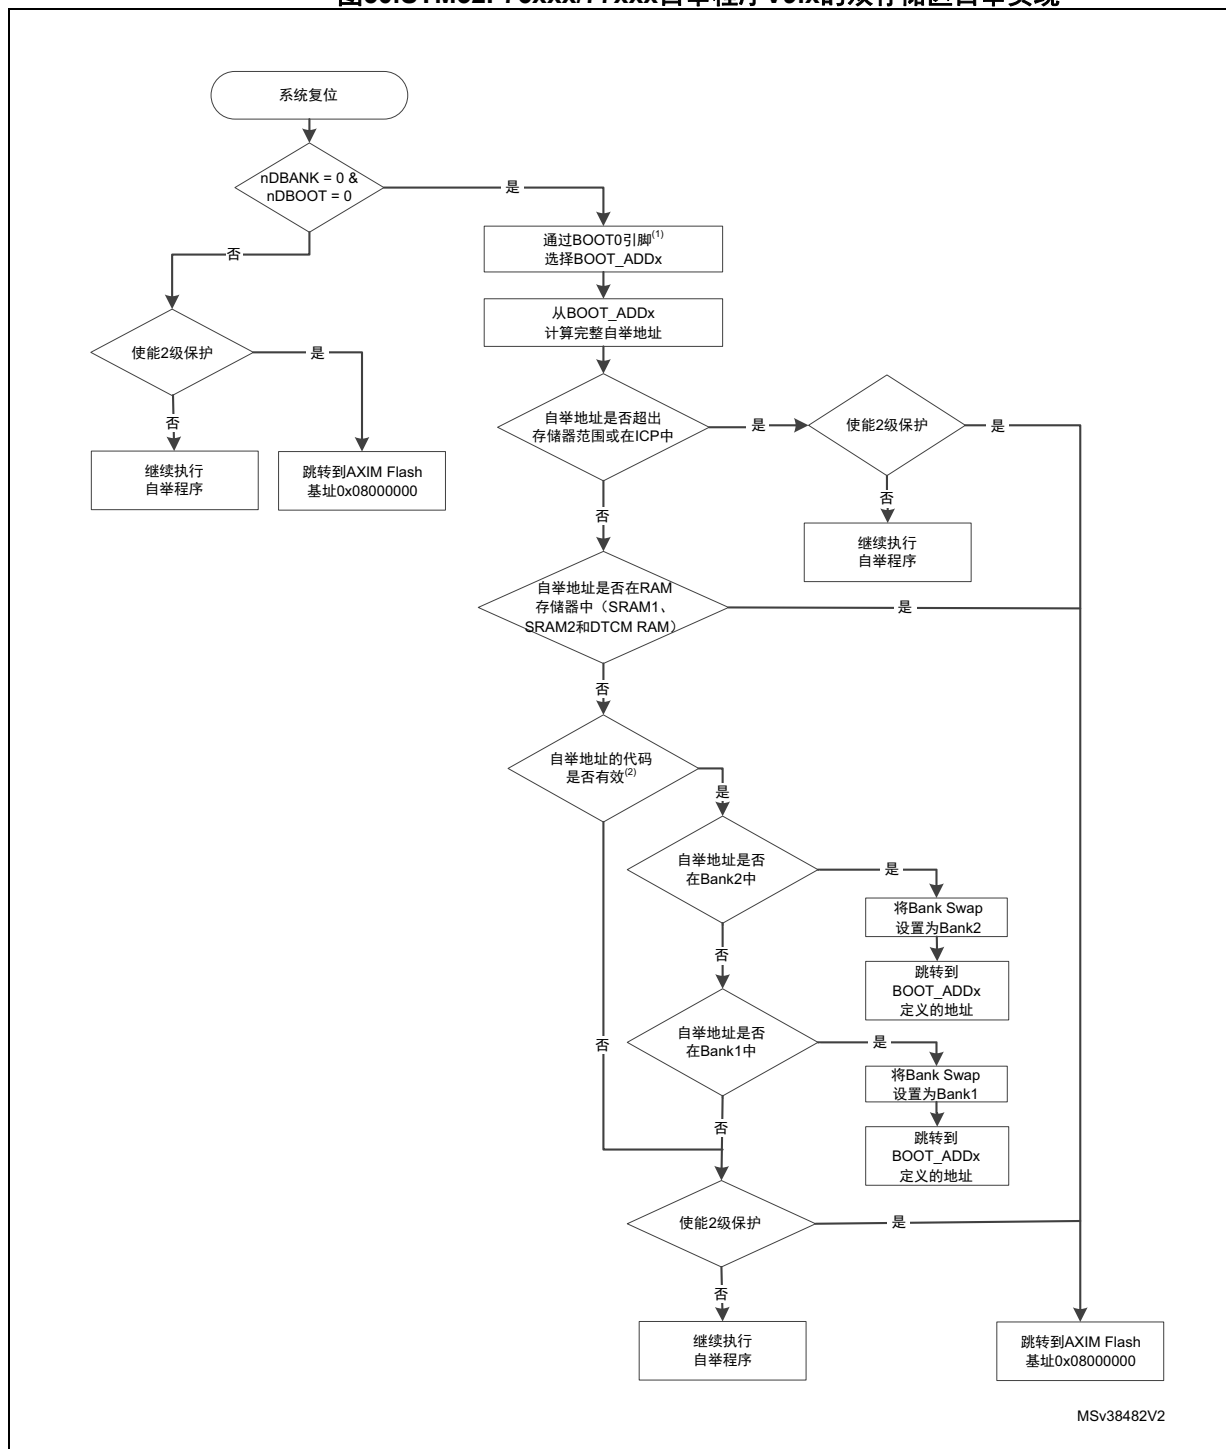 系统复位
nDBANK = 0 &
nDBOOT = 0
是
否
通过BOOT0引脚(1)
选择BOOT_ADDx
从BOOT_ADDx
计算完整自举地址
使能2级保护
是
否
继续执行
自举程序
跳转到AXIM Flash
基址0x08000000
自举地址是否超出
存储器范围或在ICP中
是
使能2级保护
是
否
继续执行
自举程序
否
自举地址是否在RAM
存储器中（SRAM1、
SRAM2和DTCM RAM）
是
否
自举地址的代码
是否有效(2)
是
自举地址是否
在Bank2中
是
将Bank Swap
设置为Bank2
跳转到
BOOT_ADDx
定义的地址
否
自举地址是否
在Bank1中
是
将Bank Swap
设置为Bank1
跳转到
BOOT_ADDx
定义的地址
否
否
使能2级保护
是
否
继续执行
自举程序
跳转到AXIM Flash
基址0x08000000
MSv38482V2